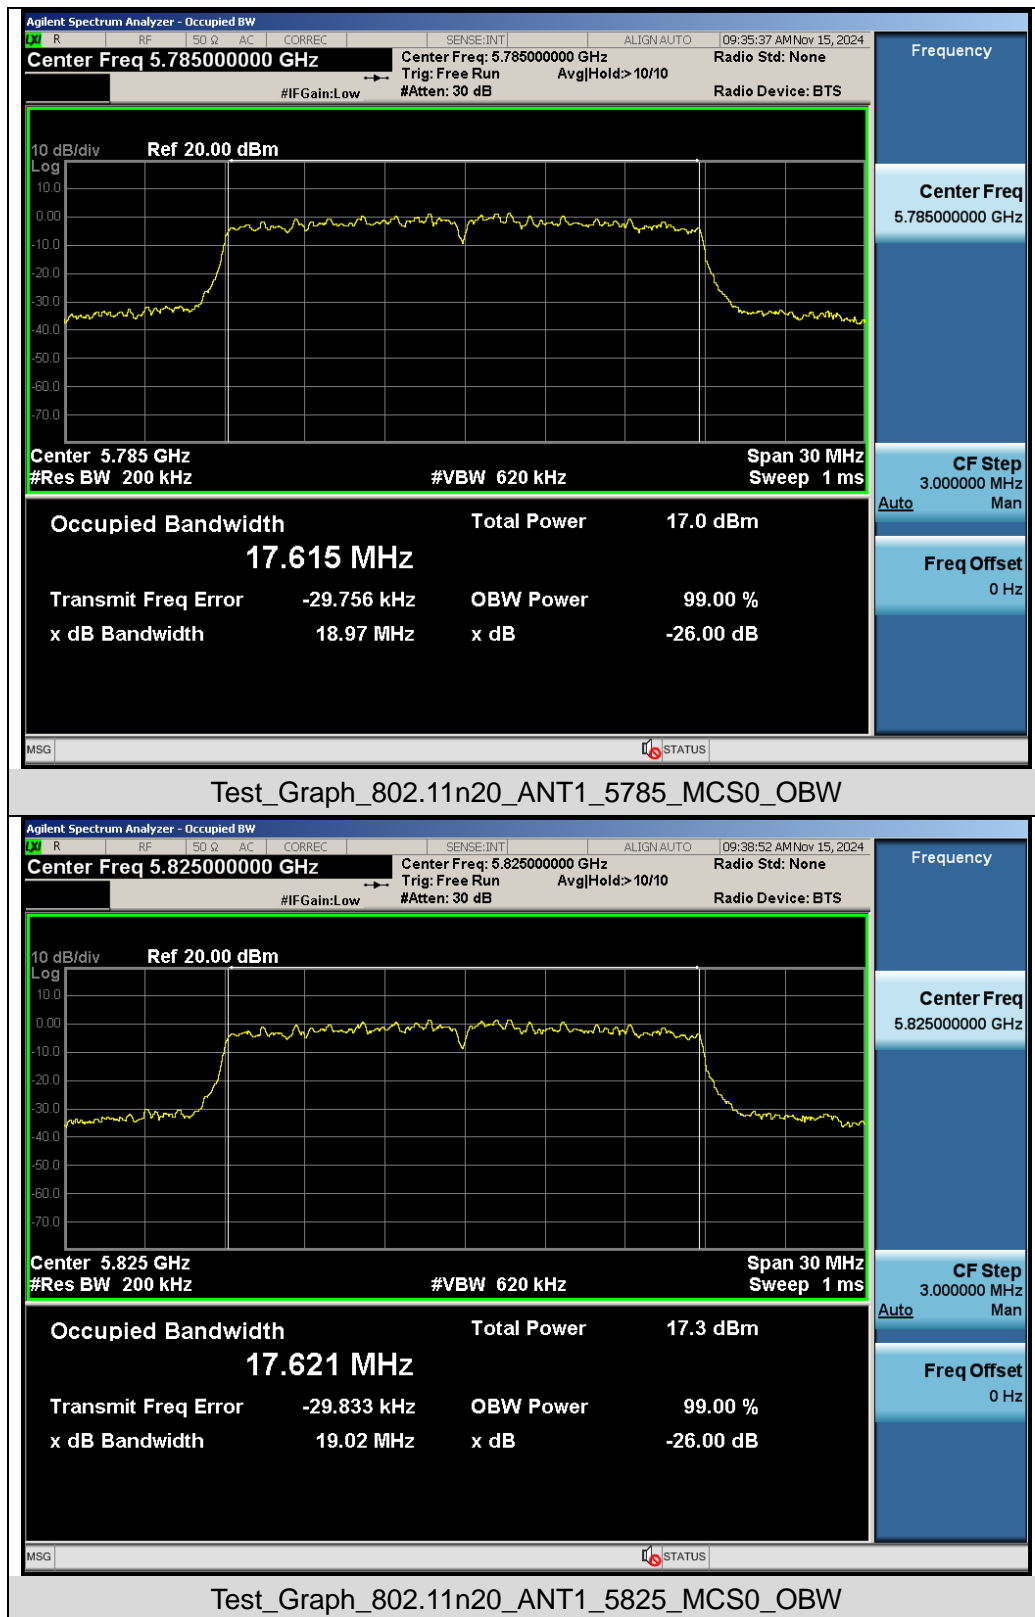 Agilent Spectrum Analyzer - Occupied BW
LXI R RF 50 Ω AC CORREC SENSE:INT ALIGN AUTO 09:35:37 AM Nov 15, 2024
Center Freq 5.785000000 GHz
Center Freq: 5.785000000 GHz
Radio Std: None
Trig: Free Run Avg|Hold:> 10/10
#IFGain:Low #Atten: 30 dB Radio Device: BTS
Frequency
10 dB/div Ref 20.00 dBm
Log
10.0
0.00
-10.0
-20.0
-30.0
-40.0
-50.0
-60.0
-70.0
Center 5.785 GHz Span 30 MHz
#Res BW 200 kHz #VBW 620 kHz Sweep 1 ms
Center Freq
5.785000000 GHz
CF Step
3.000000 MHz
Auto Man
Freq Offset
0 Hz
Occupied Bandwidth Total Power 17.0 dBm
17.615 MHz
Transmit Freq Error -29.756 kHz OBW Power 99.00 %
x dB Bandwidth 18.97 MHz x dB -26.00 dB
MSG STATUS
Test_Graph_802.11n20_ANT1_5785_MCS0_OBW
Agilent Spectrum Analyzer - Occupied BW
LXI R RF 50 Ω AC CORREC SENSE:INT ALIGN AUTO 09:38:52 AM Nov 15, 2024
Center Freq 5.825000000 GHz
Center Freq: 5.825000000 GHz
Radio Std: None
Trig: Free Run Avg|Hold:> 10/10
#IFGain:Low #Atten: 30 dB Radio Device: BTS
Frequency
10 dB/div Ref 20.00 dBm
Log
10.0
0.00
-10.0
-20.0
-30.0
-40.0
-50.0
-60.0
-70.0
Center 5.825 GHz Span 30 MHz
#Res BW 200 kHz #VBW 620 kHz Sweep 1 ms
Center Freq
5.825000000 GHz
CF Step
3.000000 MHz
Auto Man
Freq Offset
0 Hz
Occupied Bandwidth Total Power 17.3 dBm
17.621 MHz
Transmit Freq Error -29.833 kHz OBW Power 99.00 %
x dB Bandwidth 19.02 MHz x dB -26.00 dB
MSG STATUS
Test_Graph_802.11n20_ANT1_5825_MCS0_OBW